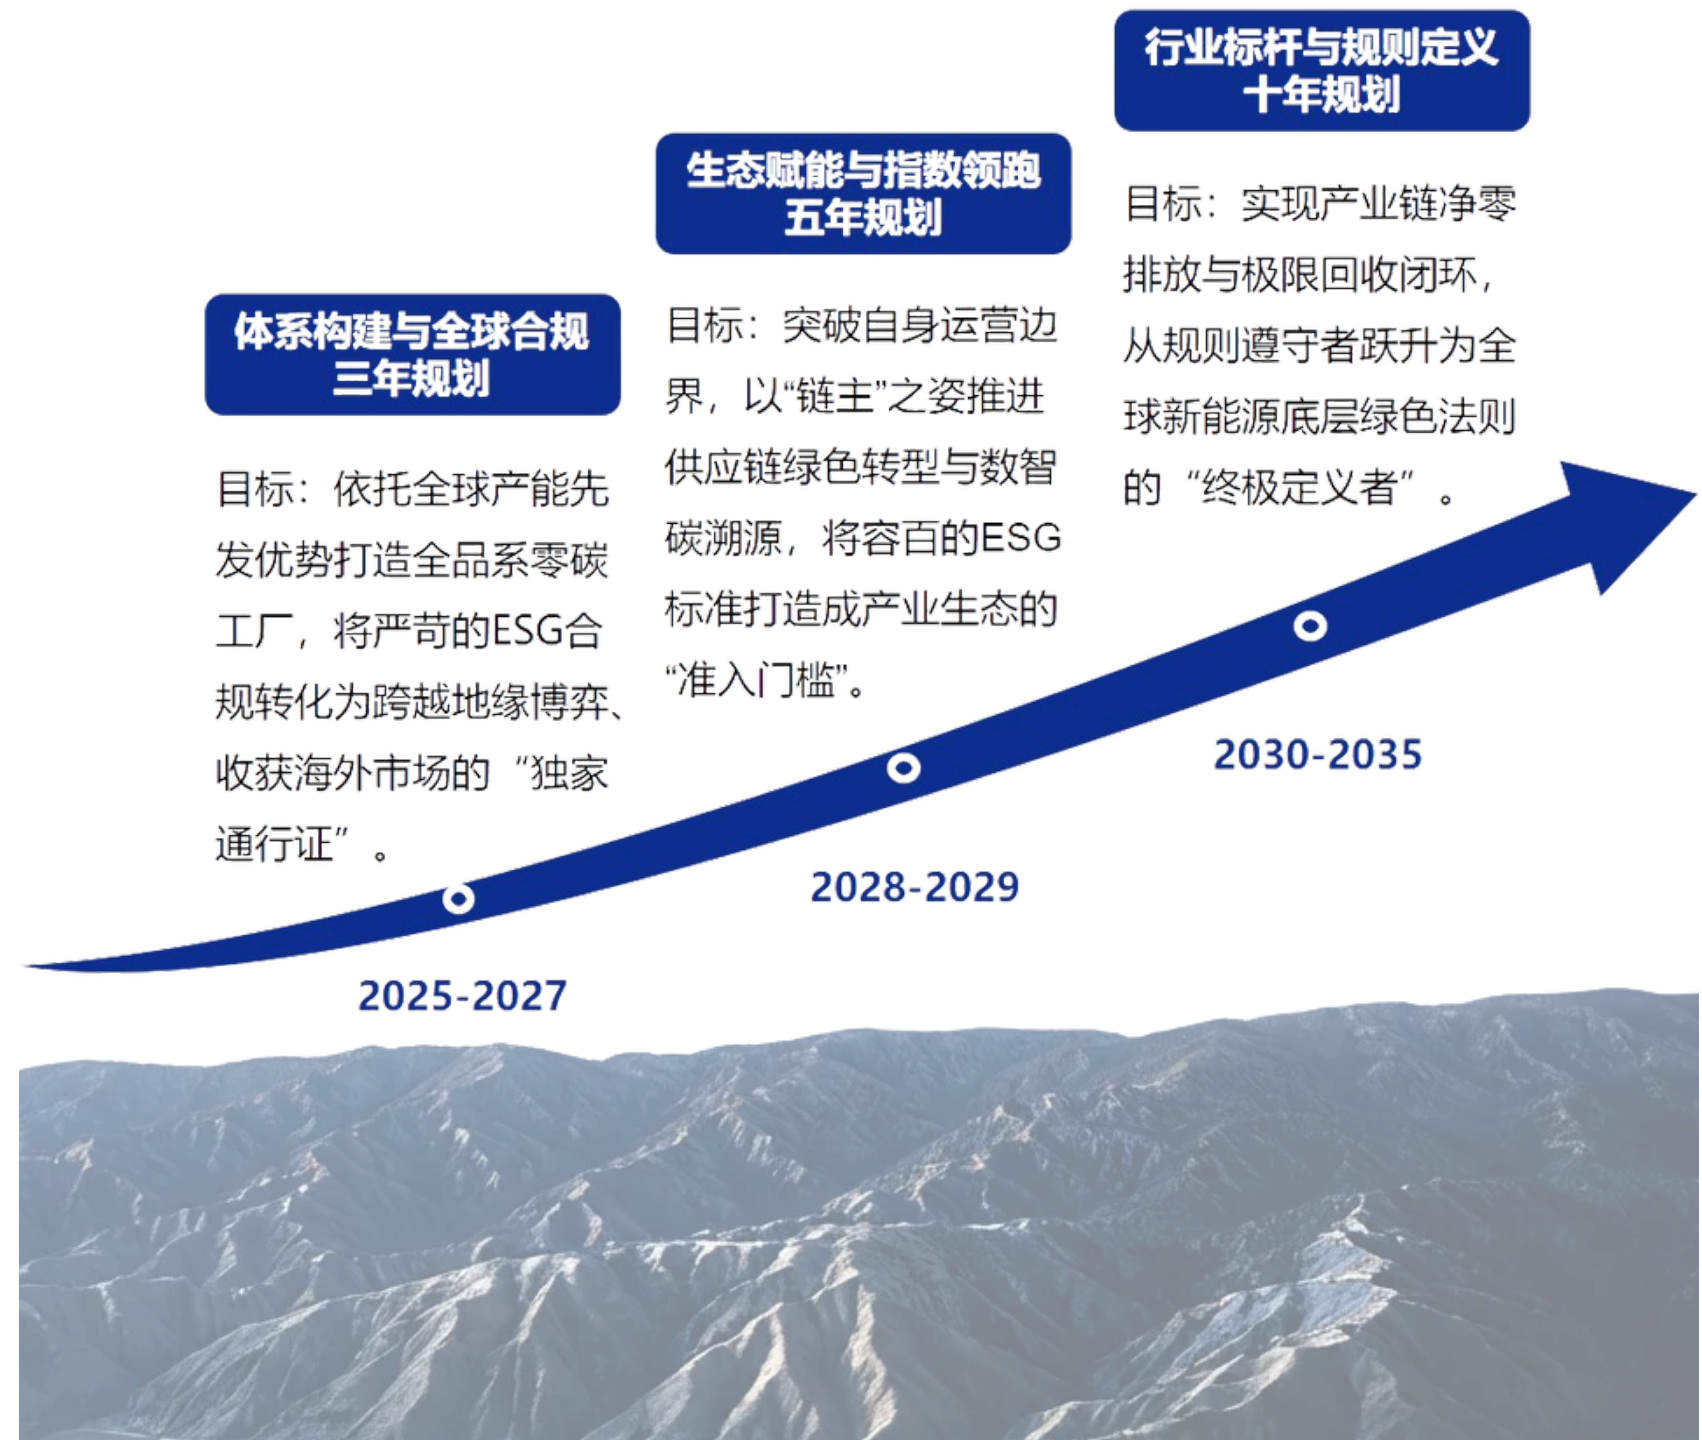 体系构建与全球合规
三年规划
目标：依托全球产能先
发优势打造全品系零碳
工厂，将严苛的ESG合
规转化为跨越地缘博弈、
收获海外市场的“独家
通行证”。
2025-2027
生态赋能与指数领跑
五年规划
目标：突破自身运营边
界，以“链主”之姿推进
供应链绿色转型与数智
碳溯源，将容百的ESG
标准打造成产业生态的
“准入门槛”。
2028-2029
行业标杆与规则定义
十年规划
目标：实现产业链净零
排放与极限回收闭环，
从规则遵守者跃升为全
球新能源底层绿色法则
的“终极定义者”。
2030-2035